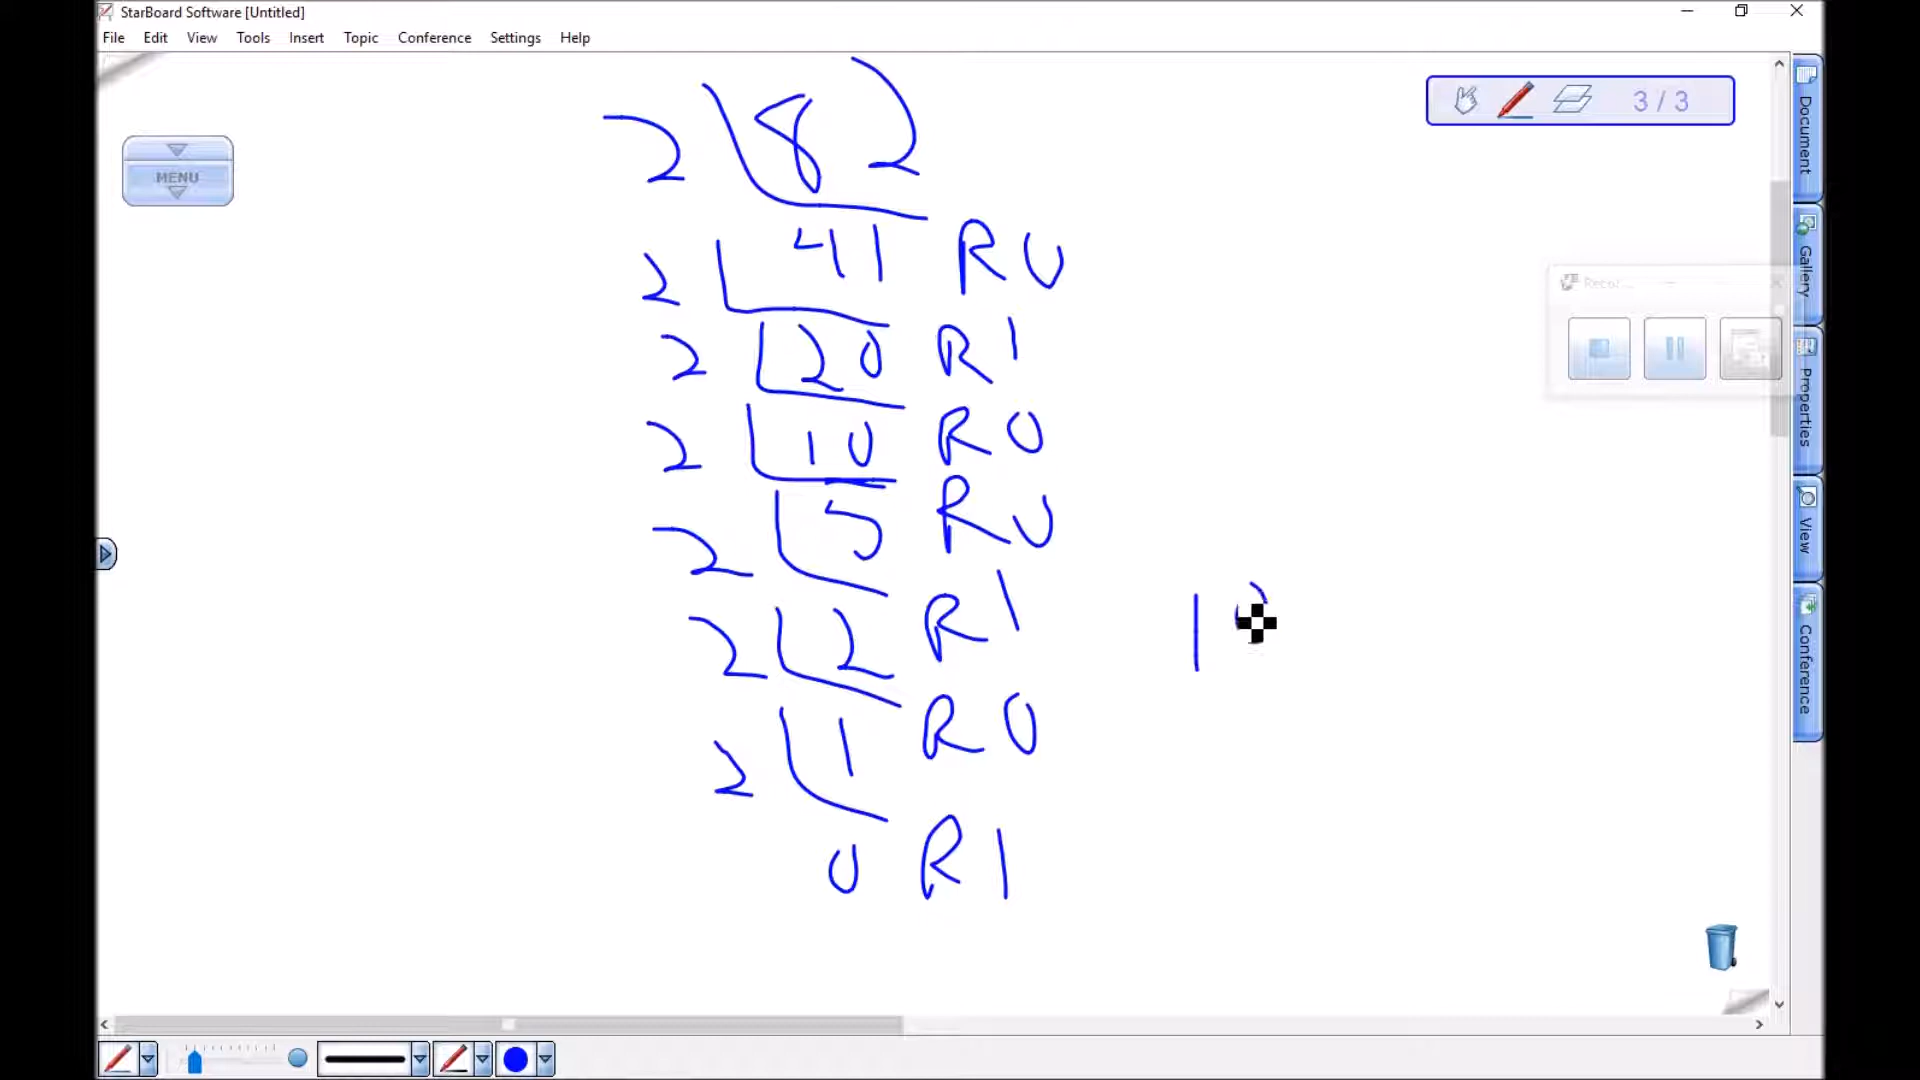 StarBoard Software [Untitled]
File Edit View Tools Insert Topic Conference Settings Help
3 / 3
MENU
Document
Gallery
Properties
View
Conference
Recor...
2 82
2 41 R0
2 20 R1
2 10 R0
2 5 R0
2 2 R1
2 1 R0
0 R1
1